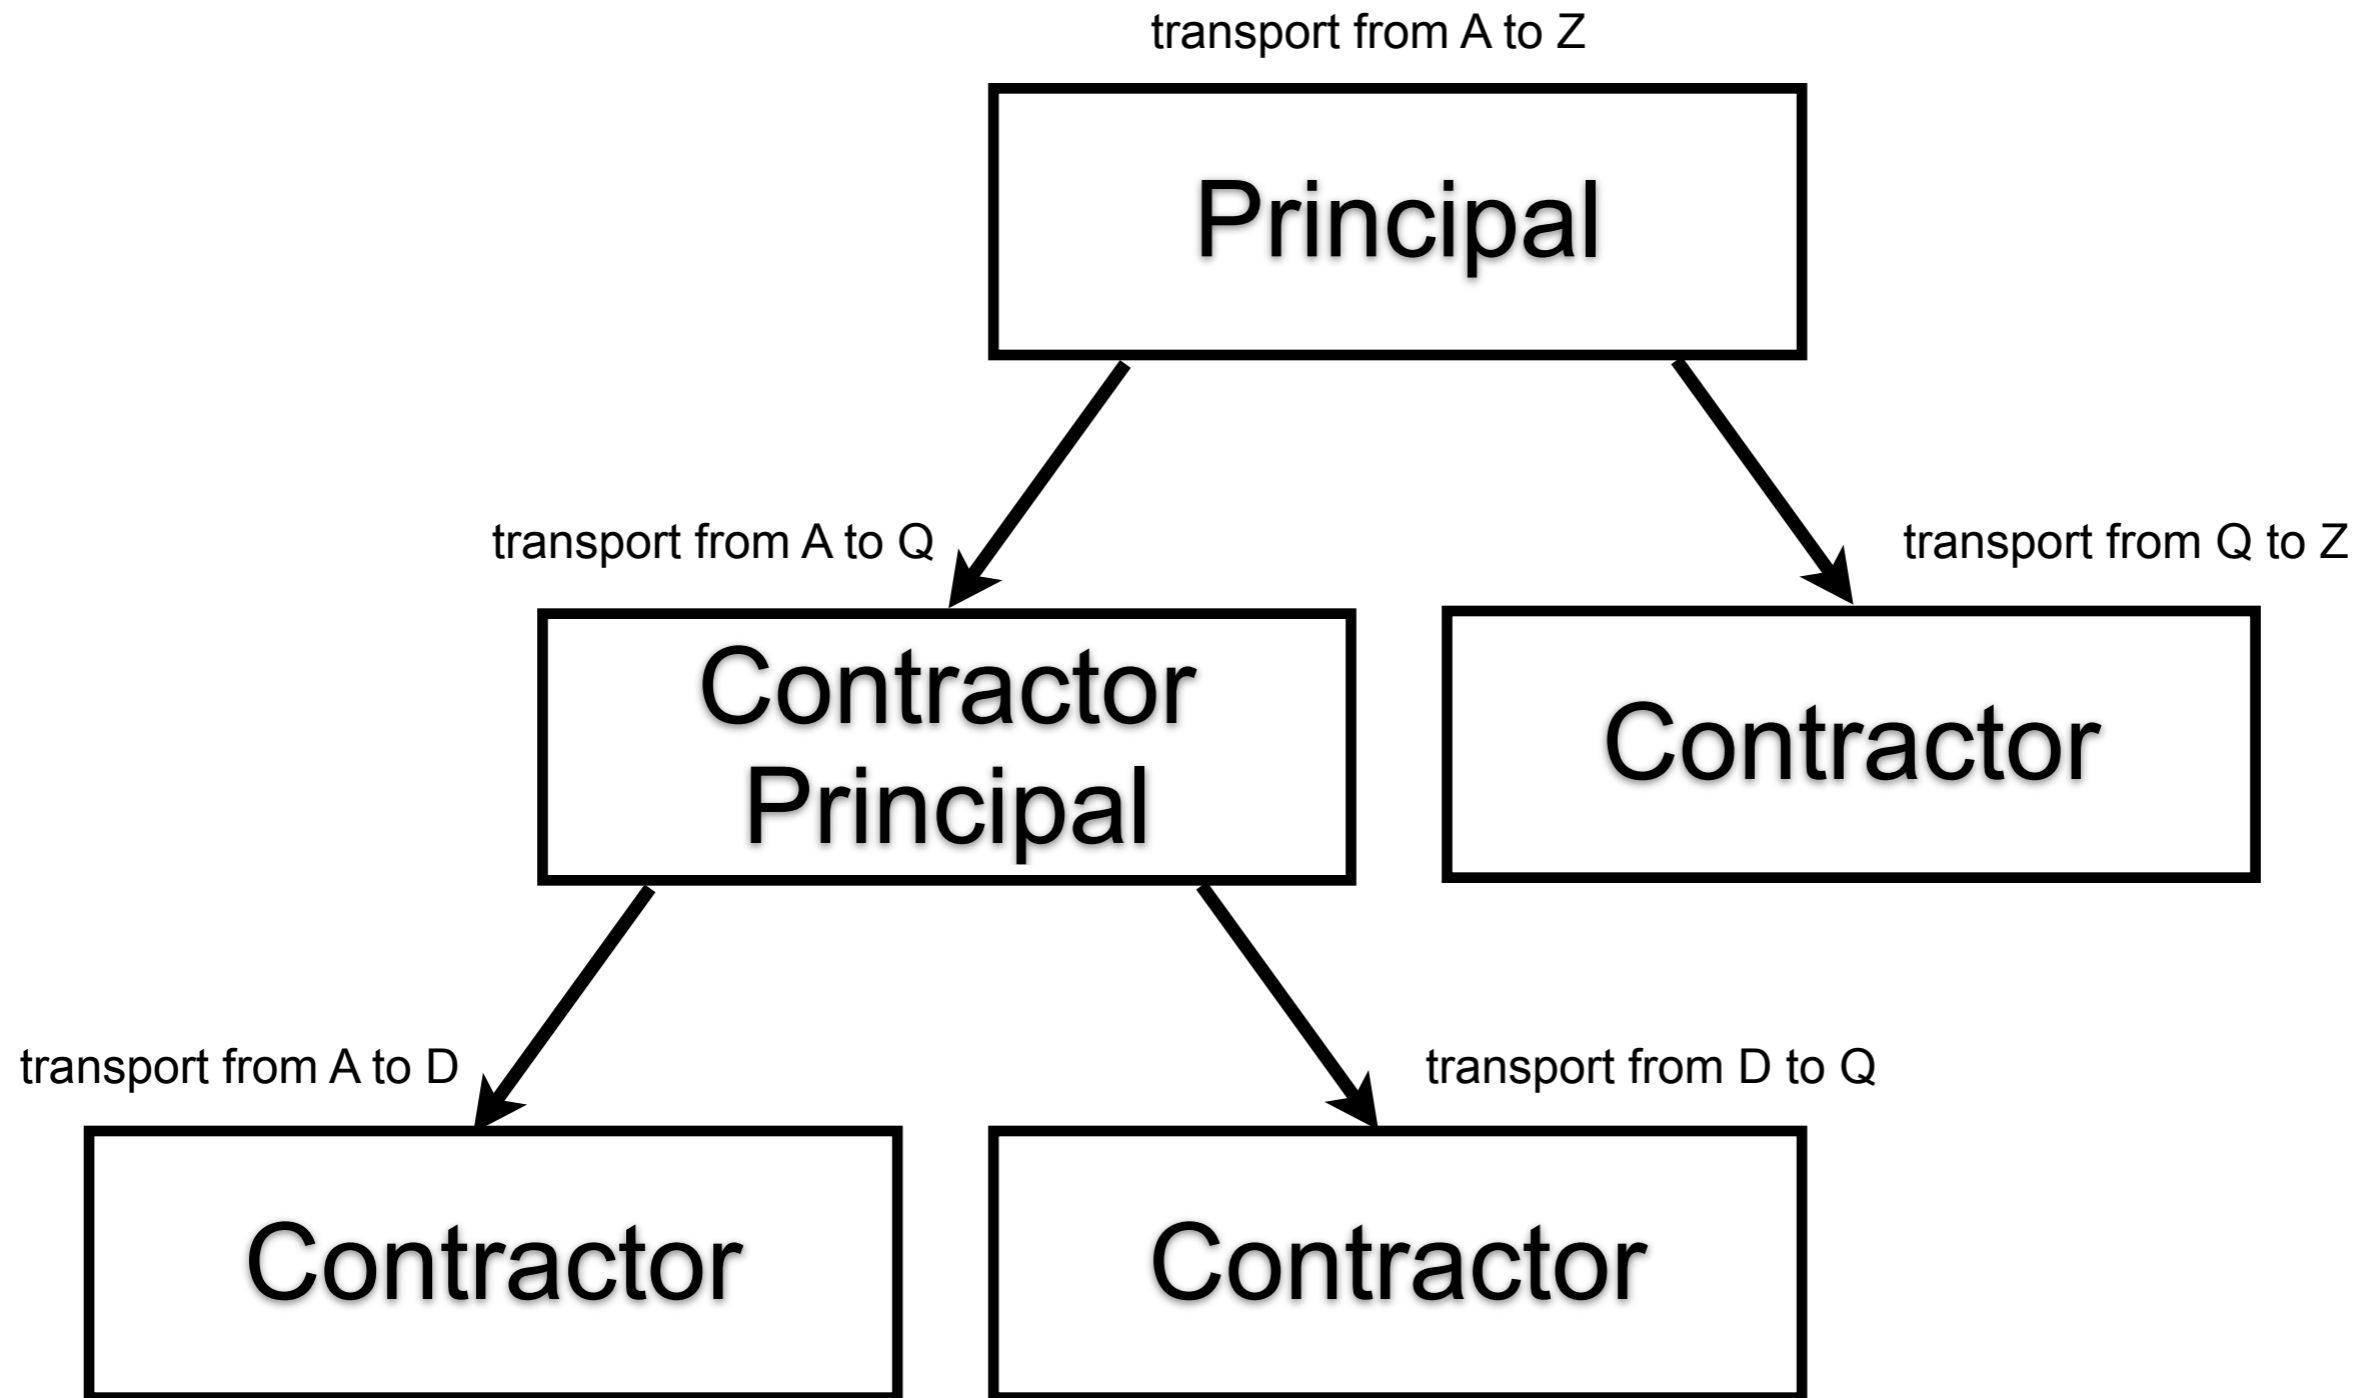 transport from A to Z
Principal
transport from A to Q
transport from Q to Z
Contractor
Principal
Contractor
transport from A to D
transport from D to Q
Contractor
Contractor